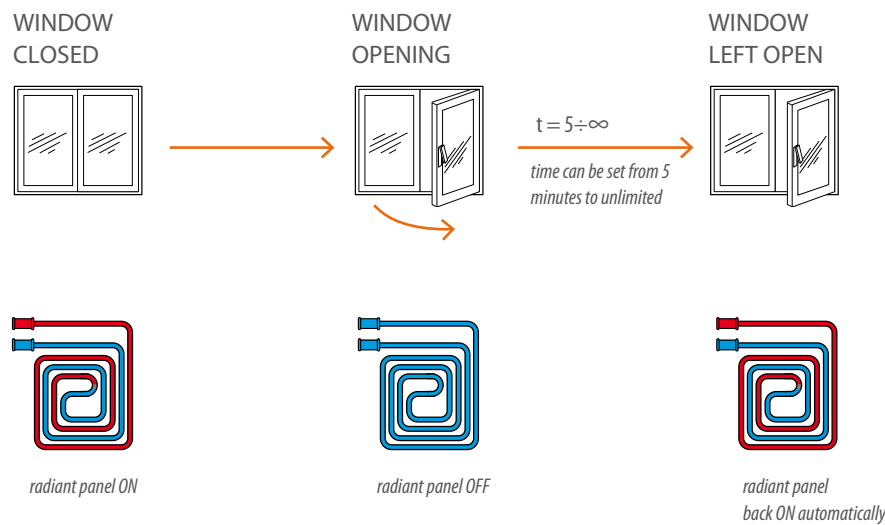 WINDOW
CLOSED
WINDOW
OPENING
WINDOW
LEFT OPEN
t = 5÷∞
time can be set from 5
minutes to unlimited
radiant panel ON
radiant panel OFF
radiant panel
back ON automatically